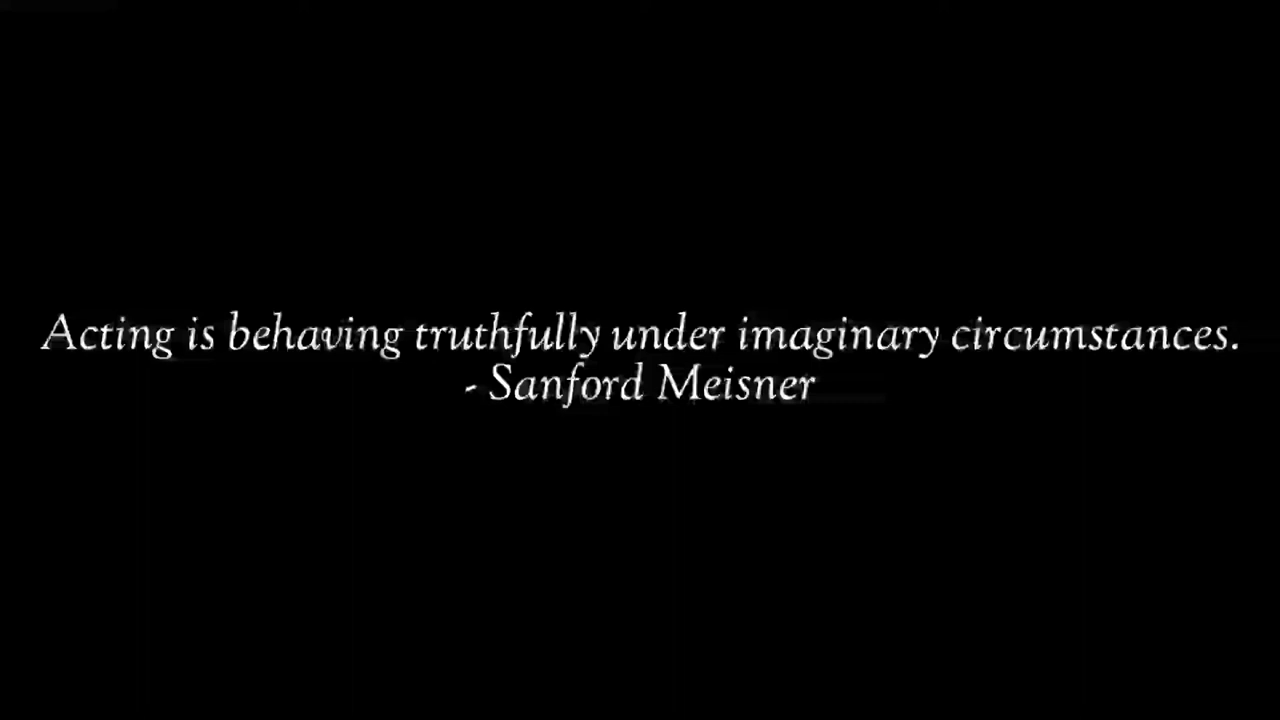 Acting is behaving truthfully under imaginary circumstances.
- Sanford Meisner